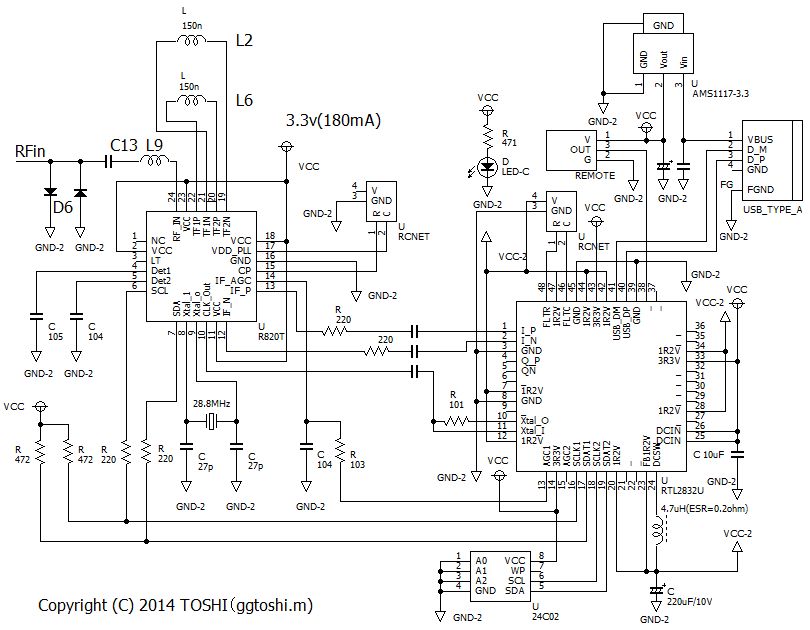 L
150n
L2
L
150n
L6
3.3v(180mA)
VCC
RFin
C13 L9
D6
GND-2
GND-2
24 23 22 21 20 19
RF_IN
VCC
TF1P
TF1N
TF2P
TF2N
1 NC
2 VCC
3 LT
4 Det1
5 Det2
6 SCL
VCC 18
VDD_PLL 17
GND 16
CP 15
IF_AGC 14
IF_P 13
SDA
Xtal_I
Xtal_o
CLK_Out
VCC
IF_N
7 8 9 10 11 12
U
R820T
4 V
3 GND
R C
1 2
U
RCNET
GND-2
GND-2
C
105
C
104
GND-2
GND-2
VCC
R
472
R
472
R
220
R
220
28.8MHz
C
27p
C
27p
GND-2
GND-2
C
104
GND-2
R
103
R
220
R
220
R
101
VCC
R
471
D
LED-C
GND-2
GND
GND
Vout
Vin
1 2 3
U
AMS1117-3.3
GND-2
VCC
V 1
OUT 3
G 2
REMOTE
GND-2
GND-2
1 VBUS
2 D_M
3 D_P
4 GND
FG FGND
USB_TYPE_A
GND-2
4 V
3 GND
R C
1 2
U
RCNET
VCC
VCC-2
GND-2
48 47 46 45 44 43 42 41 40 39 38 37
FLTR
1R2V
FLTC
GND
1R2V
3R3V
1R2V
USB_DM
USB_DP
GND
1 I_P
2 I_N
3 GND
4 Q_P
5 QN
6
7 1R2V
8 GND
9
10 Xtal_O
11 Xtal_I
12 1R2V
36
35
1R2V 34
3R3V 33
32
31
30
29
1R2V 28
27
DCIN 26
DCIN 25
AGC1
3R3V
AGC2
SCLK1
SDAT1
SCLK2
SDAT2
1R2V
FB1R2V
DCSW
13 14 15 16 17 18 19 20 21 22 23 24
U
RTL2832U
VCC-2
VCC
C 10uF
GND-2
GND-2
VCC
4.7uH(ESR=0.2ohm)
VCC-2
C
220uF/10V
GND-2
1 A0
2 A1
3 A2
4 GND
VCC 8
WP 7
SCL 6
SDA 5
U
24C02
GND-2
Copyright (C) 2014 TOSHI（ggtoshi.m)